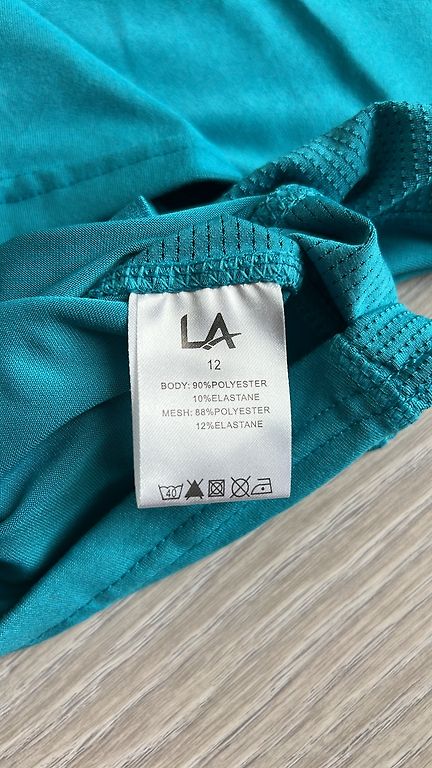 LA
12
BODY: 90%POLYESTER
10%ELASTANE
MESH: 88%POLYESTER
12%ELASTANE
40